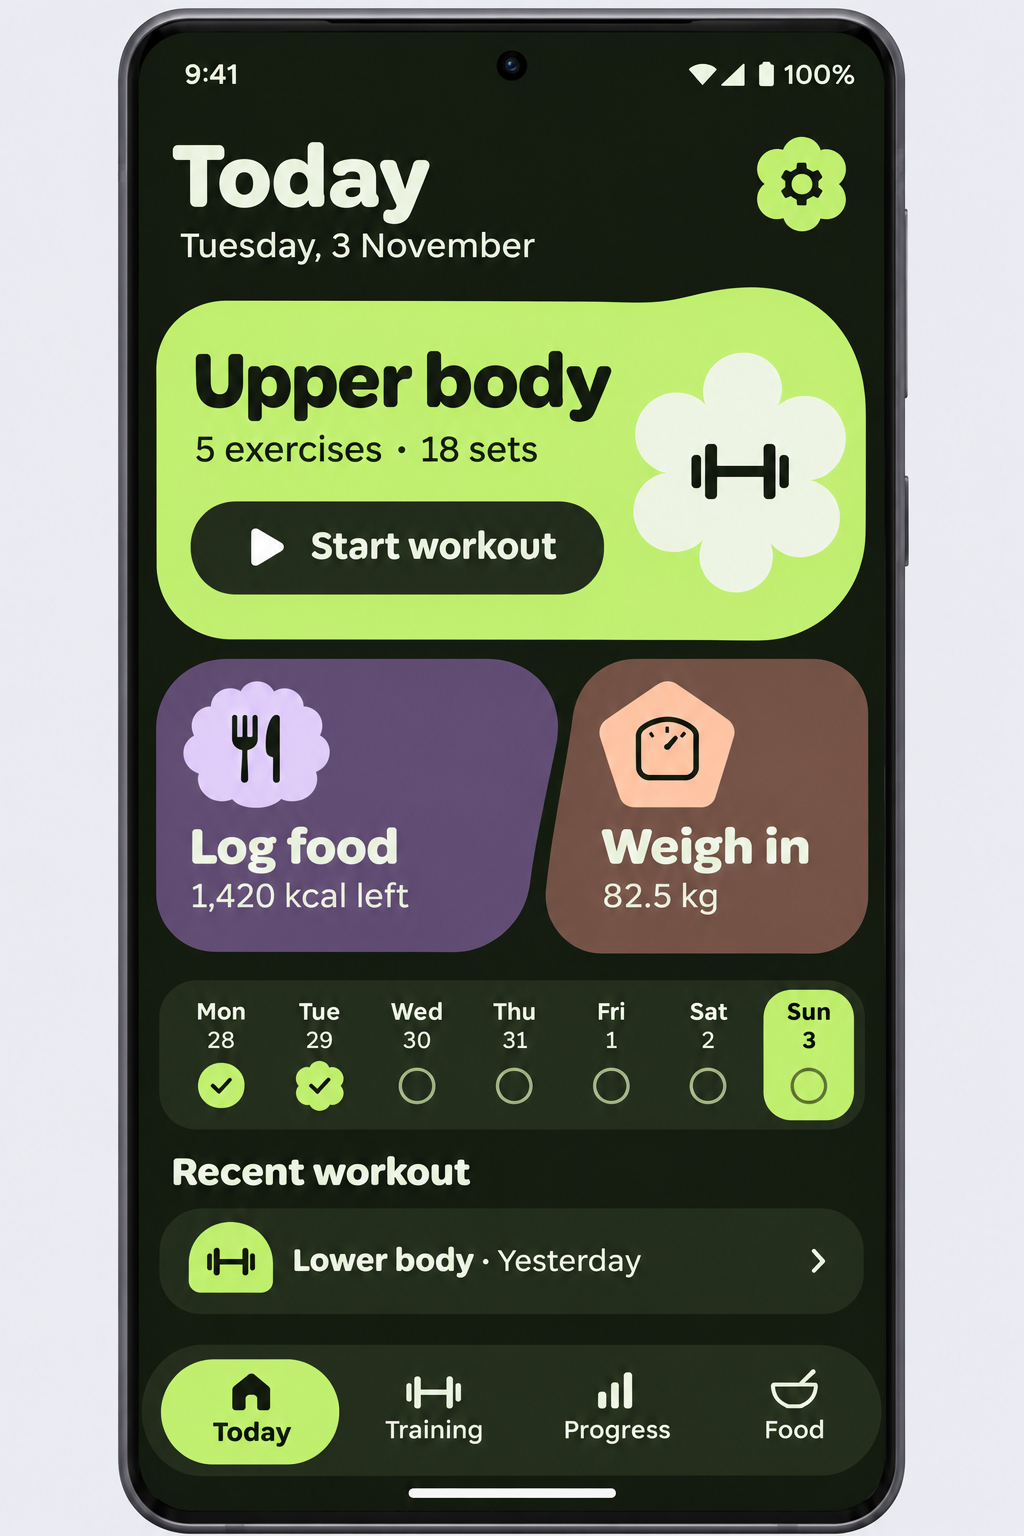 9:41
100%
Today
Tuesday, 3 November
Upper body
5 exercises · 18 sets
Start workout
Log food
1,420 kcal left
Weigh in
82.5 kg
Mon Tue Wed Thu Fri Sat Sun
28 29 30 31 1 2 3
Recent workout
Lower body · Yesterday
Today Training Progress Food